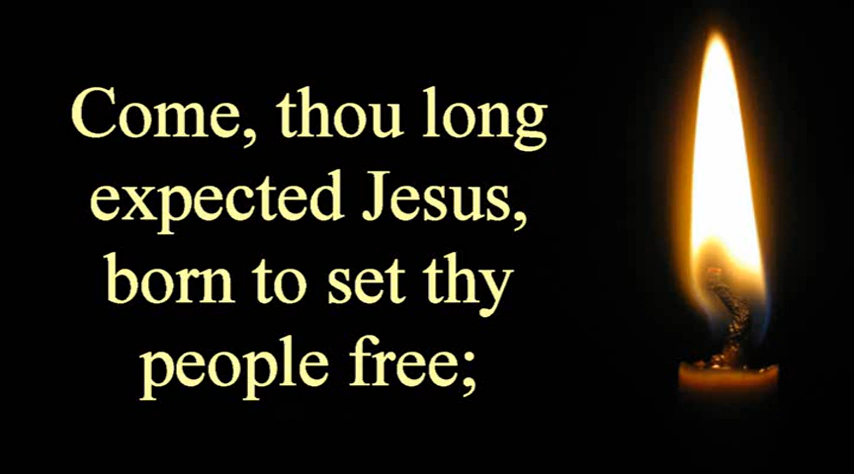 Come, thou long
expected Jesus,
born to set thy
people free;